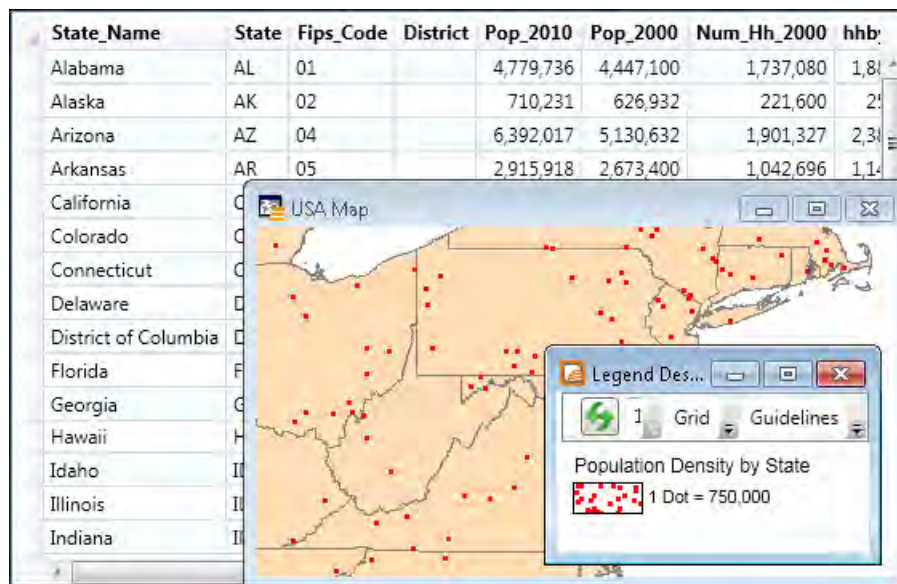 State_Name State Fips_Code District Pop_2010 Pop_2000 Num_Hh_2000
Alabama AL 01 4,779,736 4,447,100 1,737,080
Alaska AK 02 710,231 626,932 221,600
Arizona AZ 04 6,392,017 5,130,632 1,901,327
Arkansas AR 05 2,915,918 2,673,400 1,042,696
California
Colorado
Connecticut
Delaware
District of Columbia
Florida
Georgia
Hawaii
Idaho
Illinois
Indiana
USA Map
Legend Des...
Grid Guidelines
Population Density by State
1 Dot = 750.000